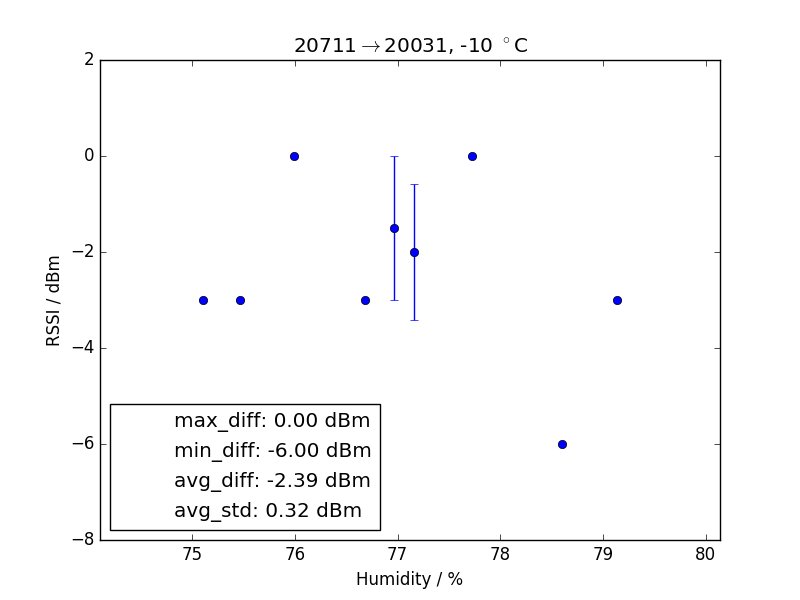 20711→20031, -10 °C
RSSI / dBm
2
0
−2
−4
−6
−8
max_diff: 0.00 dBm
min_diff: -6.00 dBm
avg_diff: -2.39 dBm
avg_std: 0.32 dBm
75 76 77 78 79 80
Humidity / %